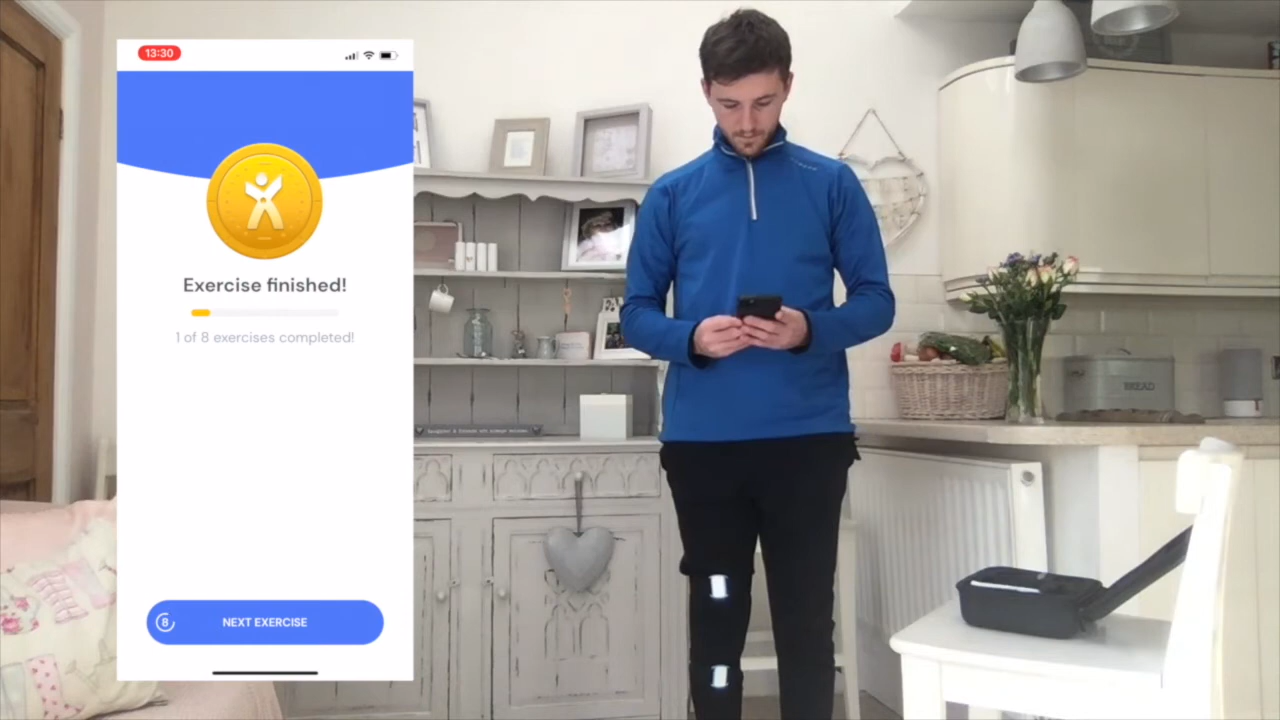 13:30
Exercise finished!
1 of 8 exercises completed!
8
NEXT EXERCISE
BREAD